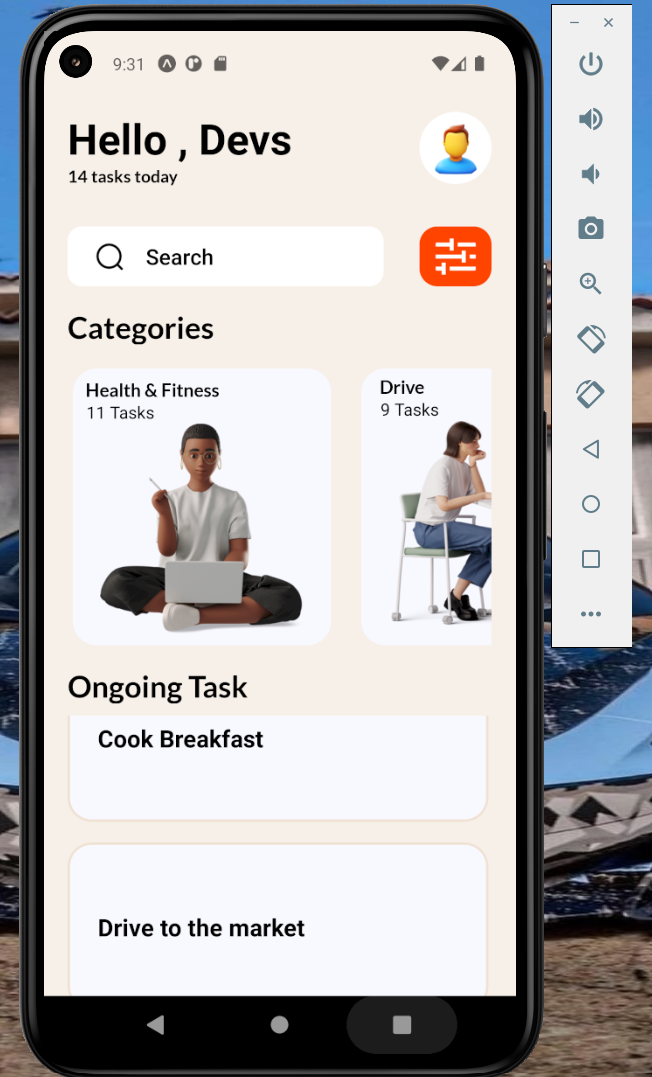 9:31
Hello , Devs
14 tasks today
Search
Categories
Health & Fitness
11 Tasks
Drive
9 Tasks
Ongoing Task
Cook Breakfast
Drive to the market